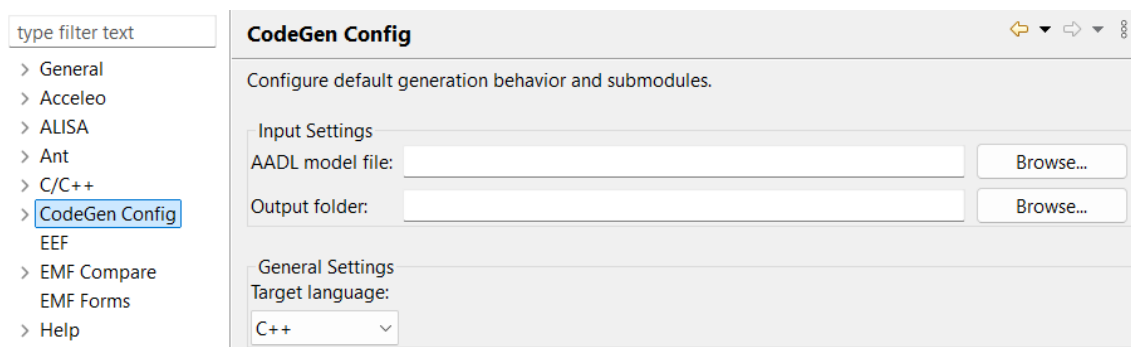 type filter text
General
Acceleo
ALISA
Ant
C/C++
CodeGen Config
EEF
EMF Compare
EMF Forms
Help
CodeGen Config
Configure default generation behavior and submodules.
Input Settings
AADL model file:
Browse...
Output folder:
Browse...
General Settings
Target language:
C++